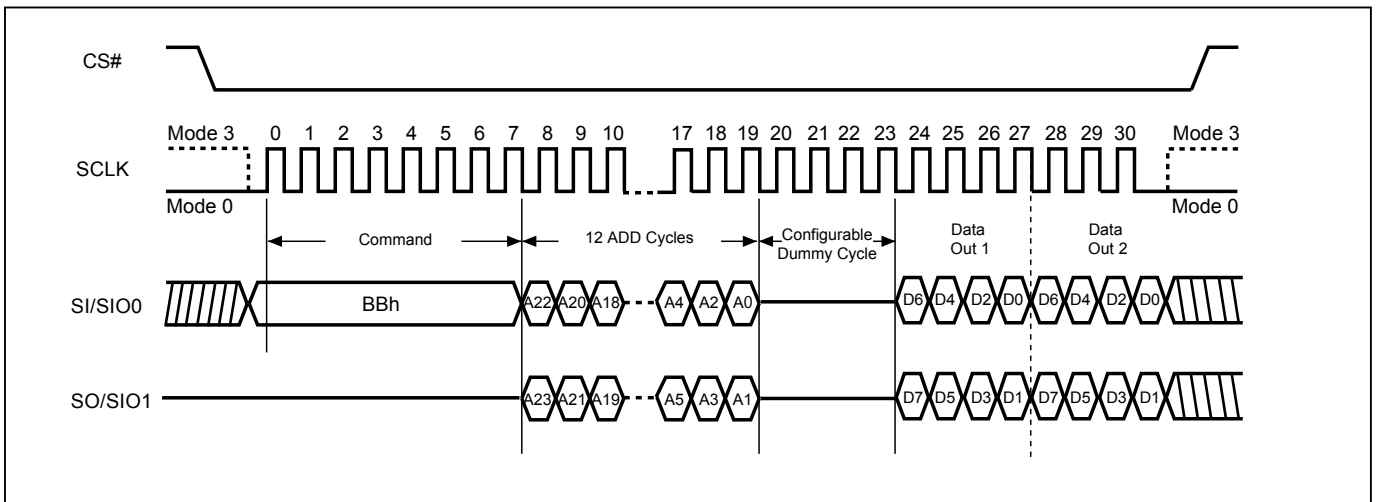 CS#
Mode 3 0 1 2 3 4 5 6 7 8 9 10 17 18 19 20 21 22 23 24 25 26 27 28 29 30 Mode 3
SCLK
Mode 0 Mode 0
Command 12 ADD Cycles Configurable Dummy Cycle Data Out 1 Data Out 2
SI/SIO0 BBh A22 A20 A18 A4 A2 A0 D6 D4 D2 D0 D6 D4 D2 D0
SO/SIO1 A23 A21 A19 A5 A3 A1 D7 D5 D3 D1 D7 D5 D3 D1